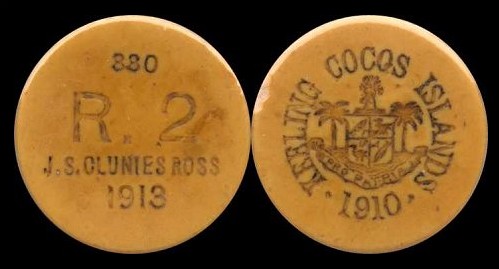 330
R. 2
J.S. CLUNIES ROSS
1913
KEELING COCOS ISLANDS
PRO PATRIA
· 1910 ·